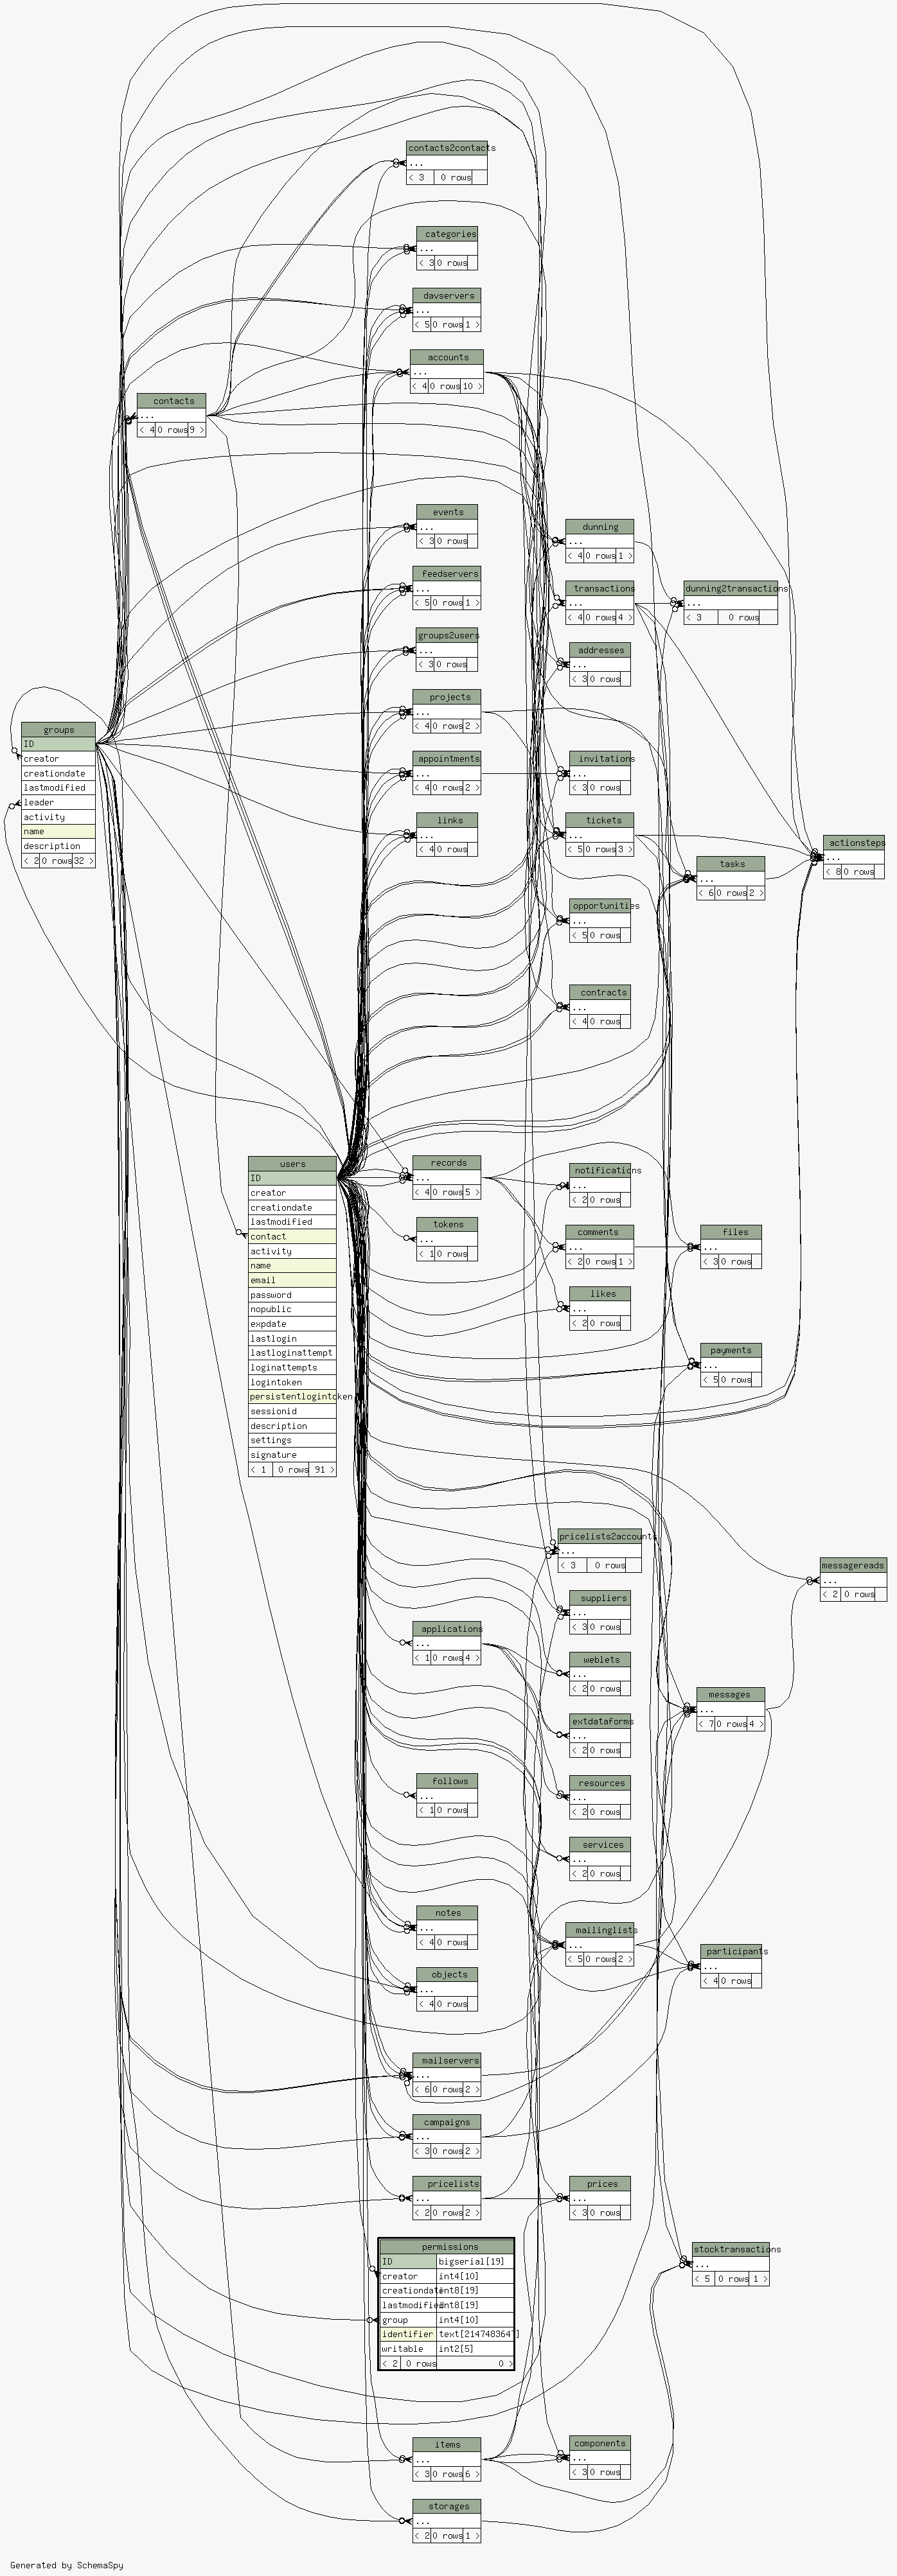 contacts2contacts
...
< 3 0 rows
categories
...
< 3 0 rows
davservers
...
< 5 0 rows 1 >
accounts
...
< 4 0 rows 10 >
contacts
...
< 4 0 rows 9 >
events
...
< 3 0 rows
dunning
...
< 4 0 rows 1 >
feedservers
...
< 5 0 rows 1 >
transactions
...
< 4 0 rows 4 >
dunning2transactions
...
< 3 0 rows
groups2users
...
< 3 0 rows
addresses
...
< 3 0 rows
projects
...
< 4 0 rows 2 >
groups
ID
creator
creationdate
lastmodified
leader
activity
name
description
< 2 0 rows 32 >
appointments
...
< 4 0 rows 2 >
invitations
...
< 3 0 rows
links
...
< 4 0 rows
tickets
...
< 5 0 rows 3 >
actionsteps
...
< 8 0 rows
tasks
...
< 6 0 rows 2 >
opportunities
...
< 5 0 rows
contracts
...
< 4 0 rows
users
ID
creator
creationdate
lastmodified
contact
activity
name
email
password
nopublic
expdate
lastlogin
lastloginattempt
loginattempts
logintoken
persistentlogintoken
sessionid
description
settings
signature
< 1 0 rows 91 >
records
...
< 4 0 rows 5 >
notifications
...
< 2 0 rows
tokens
...
< 1 0 rows
comments
...
< 2 0 rows 1 >
files
...
< 3 0 rows
likes
...
< 2 0 rows
payments
...
< 5 0 rows
pricelists2accounts
...
< 3 0 rows
messagereads
...
< 2 0 rows
suppliers
...
< 3 0 rows
applications
...
< 1 0 rows 4 >
weblets
...
< 2 0 rows
messages
...
< 7 0 rows 4 >
extdataforms
...
< 2 0 rows
follows
...
< 1 0 rows
resources
...
< 2 0 rows
services
...
< 2 0 rows
notes
...
< 4 0 rows
mailinglists
...
< 5 0 rows 2 >
participants
...
< 4 0 rows
objects
...
< 4 0 rows
mailservers
...
< 6 0 rows 2 >
campaigns
...
< 3 0 rows 2 >
pricelists
...
< 2 0 rows 2 >
prices
...
< 3 0 rows
permissions
ID bigserial[19]
creator int4[10]
creationdate int8[19]
lastmodified int8[19]
group int4[10]
identifier text[2147483647]
writable int2[5]
< 2 0 rows 0 >
stocktransactions
...
< 5 0 rows 1 >
items
...
< 3 0 rows 6 >
components
...
< 3 0 rows
storages
...
< 2 0 rows 1 >
Generated by SchemaSpy